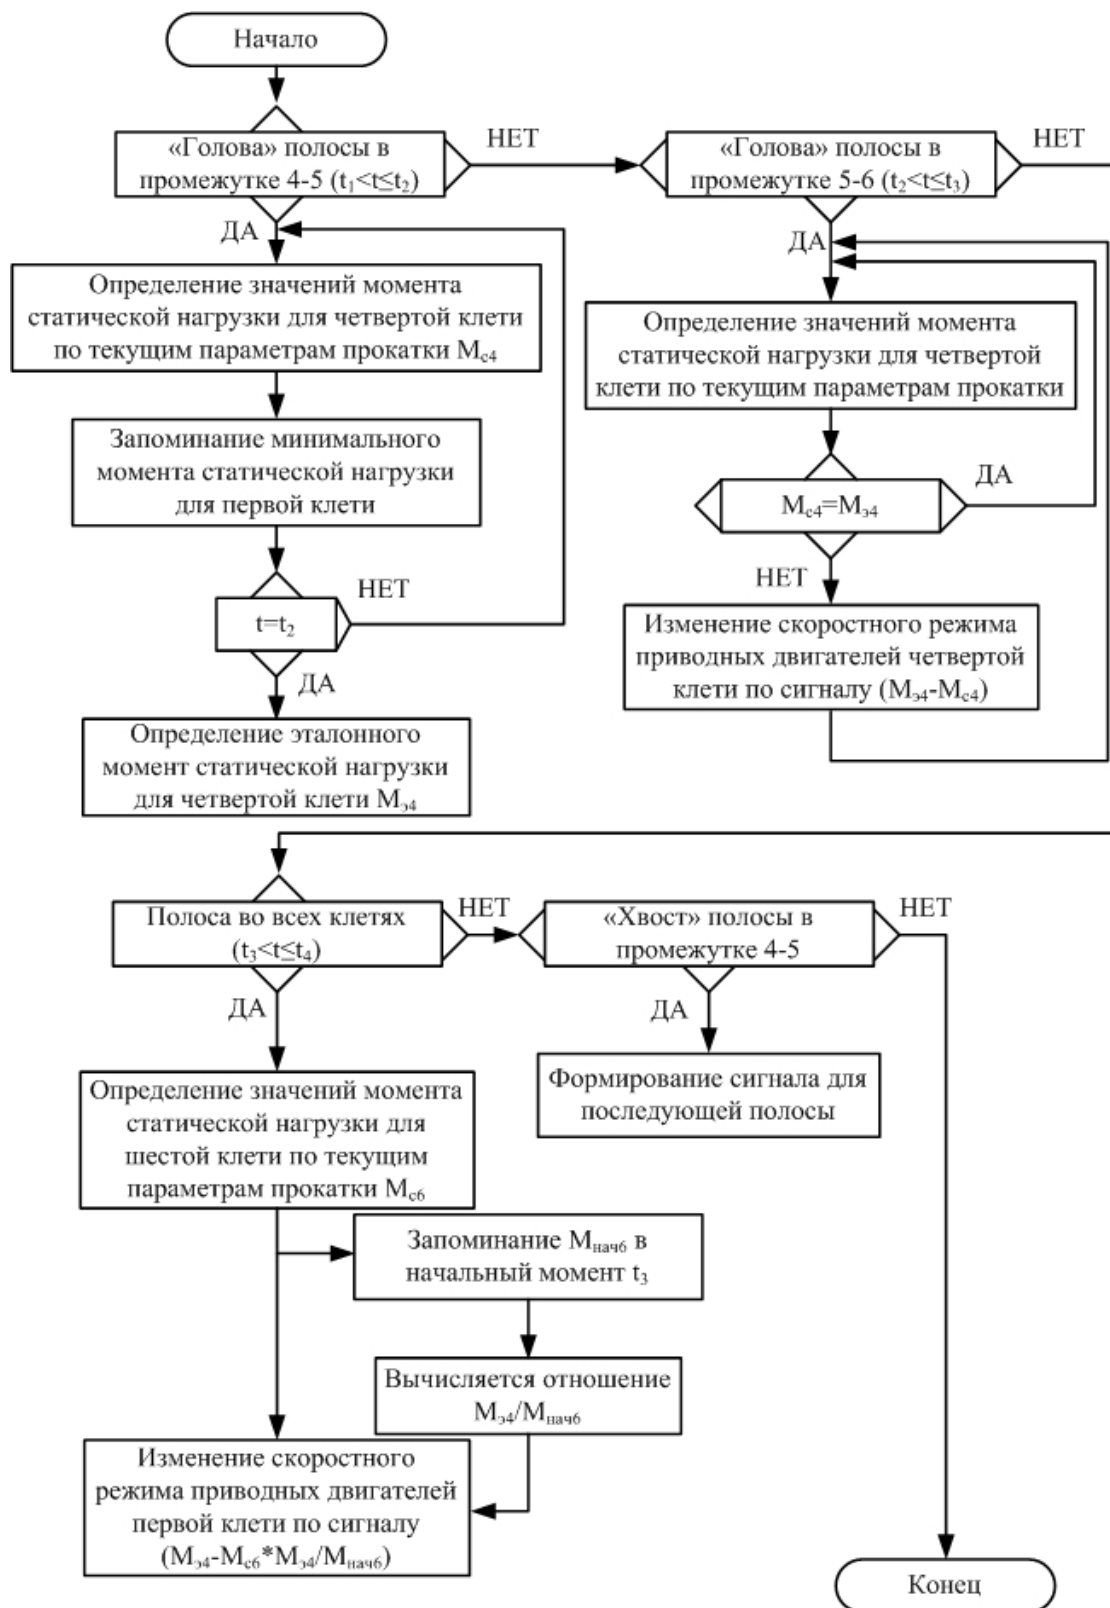 Начало
«Голова» полосы в
промежутке 4-5 (t₁<t≤t₂)
НЕТ
«Голова» полосы в
промежутке 5-6 (t₂<t≤t₃)
НЕТ
ДА
ДА
Определение значений момента
статической нагрузки для четвертой клети
по текущим параметрам прокатки Mс4
Определение значений момента
статической нагрузки для четвертой
клети по текущим параметрам прокатки
Запоминание минимального
момента статической нагрузки
для первой клети
Mс4=Mэ4
ДА
НЕТ
t=t₂
НЕТ
ДА
Изменение скоростного режима
приводных двигателей четвертой
клети по сигналу (Mэ4-Mс4)
Определение эталонного
момент статической нагрузки
для четвертой клети Mэ4
Полоса во всех клетях
(t₃<t≤t₄)
НЕТ
«Хвост» полосы в
промежутке 4-5
НЕТ
ДА
ДА
Определение значений момента
статической нагрузки для
шестой клети по текущим
параметрам прокатки Mс6
Формирование сигнала для
последующей полосы
Запоминание Mнач6 в
начальный момент t₃
Вычисляется отношение
Mэ4/Mнач6
Изменение скоростного
режима приводных двигателей
первой клети по сигналу
(Mэ4-Mс6*Mэ4/Mнач6)
Конец